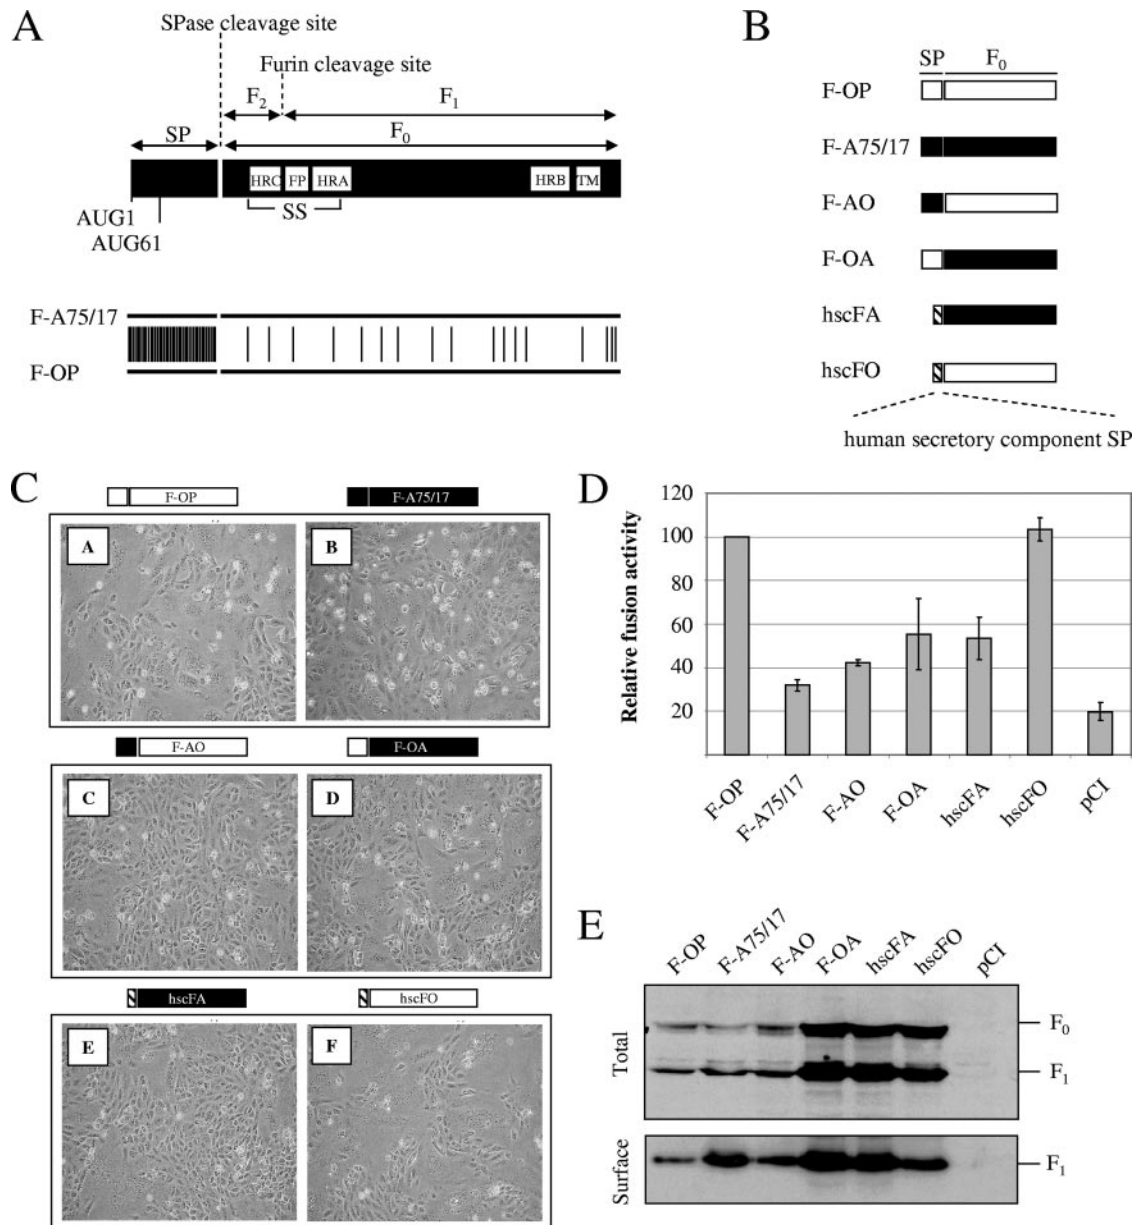 A
SPase cleavage site
Furin cleavage site
F2
F1
SP
F0
HRC
FP
HRA
HRB
TM
SS
AUG1
AUG61
F-A75/17
F-OP
B
SP
F0
F-OP
F-A75/17
F-AO
F-OA
hscFA
hscFO
human secretory component SP
C
F-OP
F-A75/17
A
B
F-AO
F-OA
C
D
hscFA
hscFO
E
F
D
Relative fusion activity
120
100
80
60
40
20
F-OP
F-A75/17
F-AO
F-OA
hscFA
hscFO
pCI
E
F-OP
F-A75/17
F-AO
F-OA
hscFA
hscFO
pCI
Total
F0
F1
Surface
F1